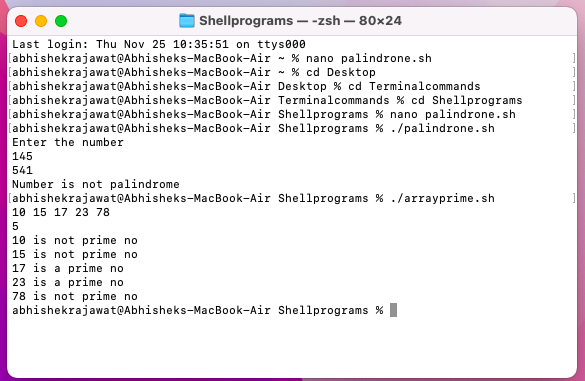 Shellprograms — -zsh — 80×24
Last login: Thu Nov 25 10:35:51 on ttys000
[abhishekrajawat@Abhisheks-MacBook-Air ~ % nano palindrone.sh ]
[abhishekrajawat@Abhisheks-MacBook-Air ~ % cd Desktop ]
[abhishekrajawat@Abhisheks-MacBook-Air Desktop % cd Terminalcommands ]
[abhishekrajawat@Abhisheks-MacBook-Air Terminalcommands % cd Shellprograms ]
[abhishekrajawat@Abhisheks-MacBook-Air Shellprograms % nano palindrone.sh ]
[abhishekrajawat@Abhisheks-MacBook-Air Shellprograms % ./palindrone.sh ]
Enter the number
145
541
Number is not palindrome
[abhishekrajawat@Abhisheks-MacBook-Air Shellprograms % ./arrayprime.sh ]
10 15 17 23 78
5
10 is not prime no
15 is not prime no
17 is a prime no
23 is a prime no
78 is not prime no
abhishekrajawat@Abhisheks-MacBook-Air Shellprograms %